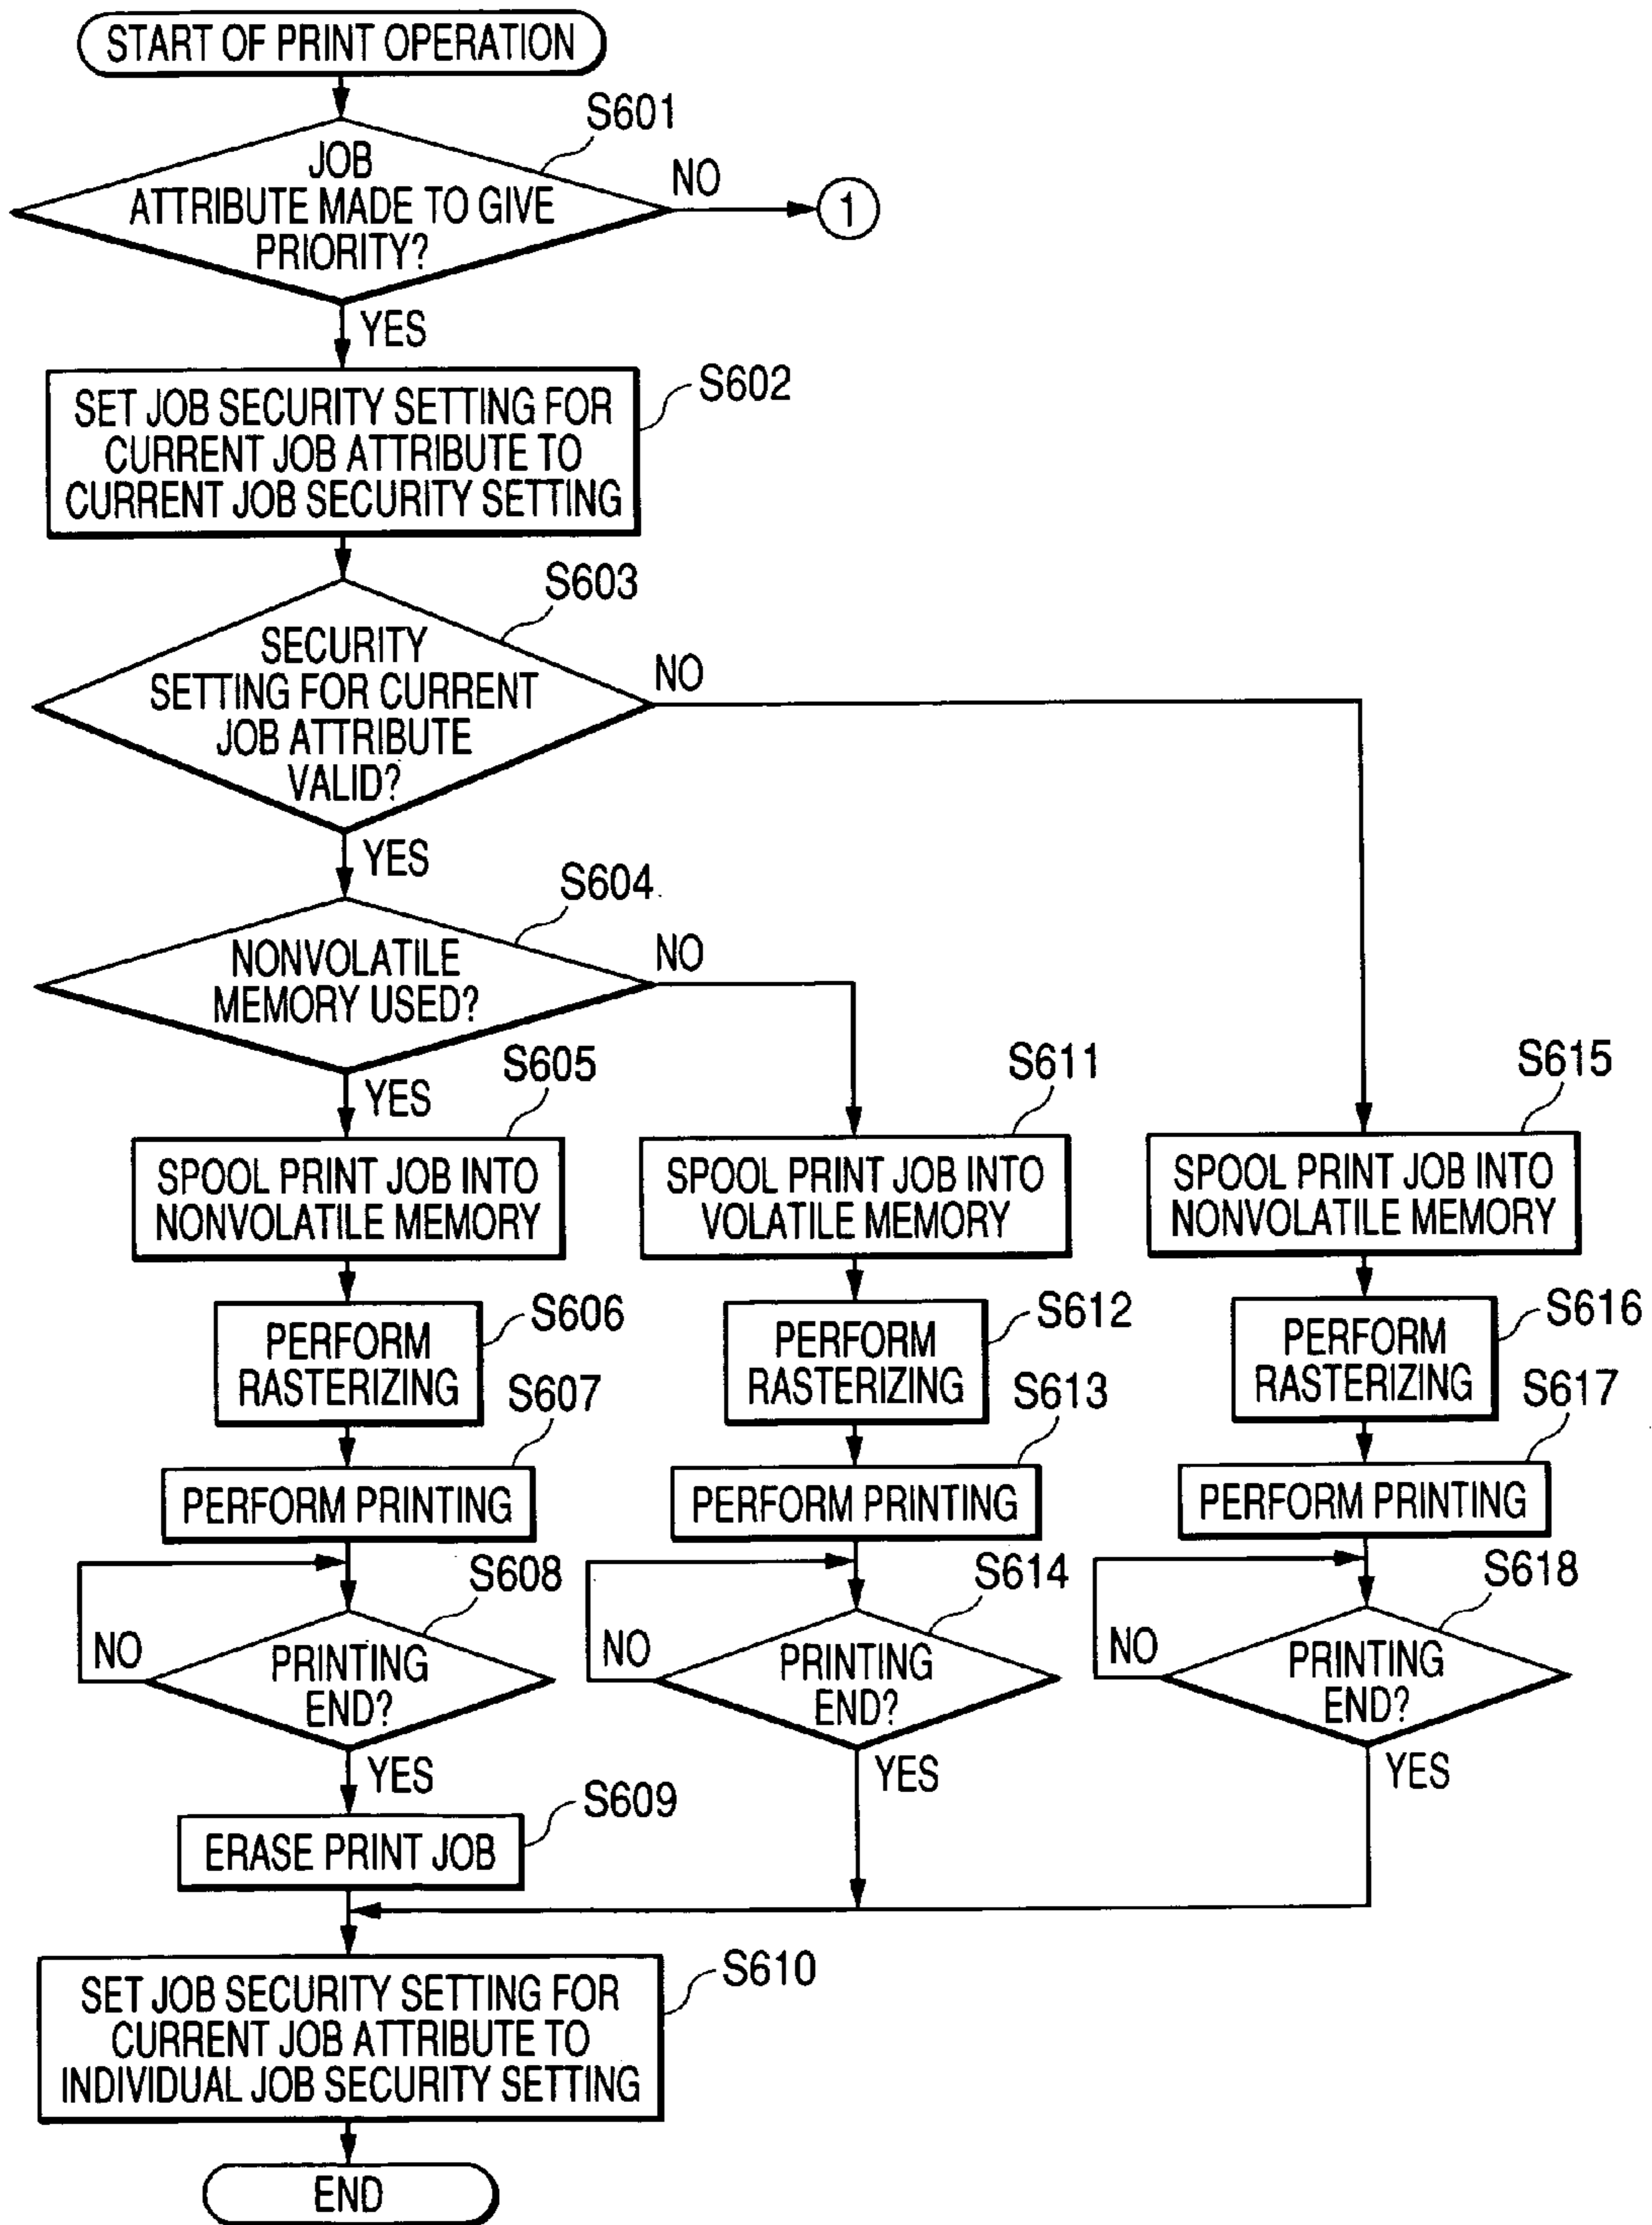 START OF PRINT OPERATION
S601
JOB
ATTRIBUTE MADE TO GIVE
PRIORITY?
NO
1
YES
S602
SET JOB SECURITY SETTING FOR
CURRENT JOB ATTRIBUTE TO
CURRENT JOB SECURITY SETTING
S603
SECURITY
SETTING FOR CURRENT
JOB ATTRIBUTE
VALID?
NO
YES
S604
NONVOLATILE
MEMORY USED?
NO
YES
S605
SPOOL PRINT JOB INTO
NONVOLATILE MEMORY
S606
PERFORM
RASTERIZING
S607
PERFORM PRINTING
S608
NO
PRINTING
END?
YES
S609
ERASE PRINT JOB
S611
SPOOL PRINT JOB INTO
VOLATILE MEMORY
S612
PERFORM
RASTERIZING
S613
PERFORM PRINTING
S614
NO
PRINTING
END?
YES
S615
SPOOL PRINT JOB INTO
NONVOLATILE MEMORY
S616
PERFORM
RASTERIZING
S617
PERFORM PRINTING
S618
NO
PRINTING
END?
YES
S610
SET JOB SECURITY SETTING FOR
CURRENT JOB ATTRIBUTE TO
INDIVIDUAL JOB SECURITY SETTING
END